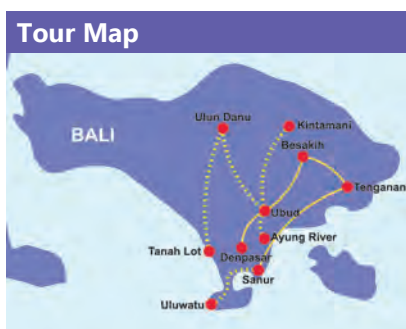 Tour Map
Ulun Danu
Kintamani
BALI
Besakih
Tenganan
Ubud
Ayung River
Tanah Lot
Denpasar
Sanur
Uluwatu